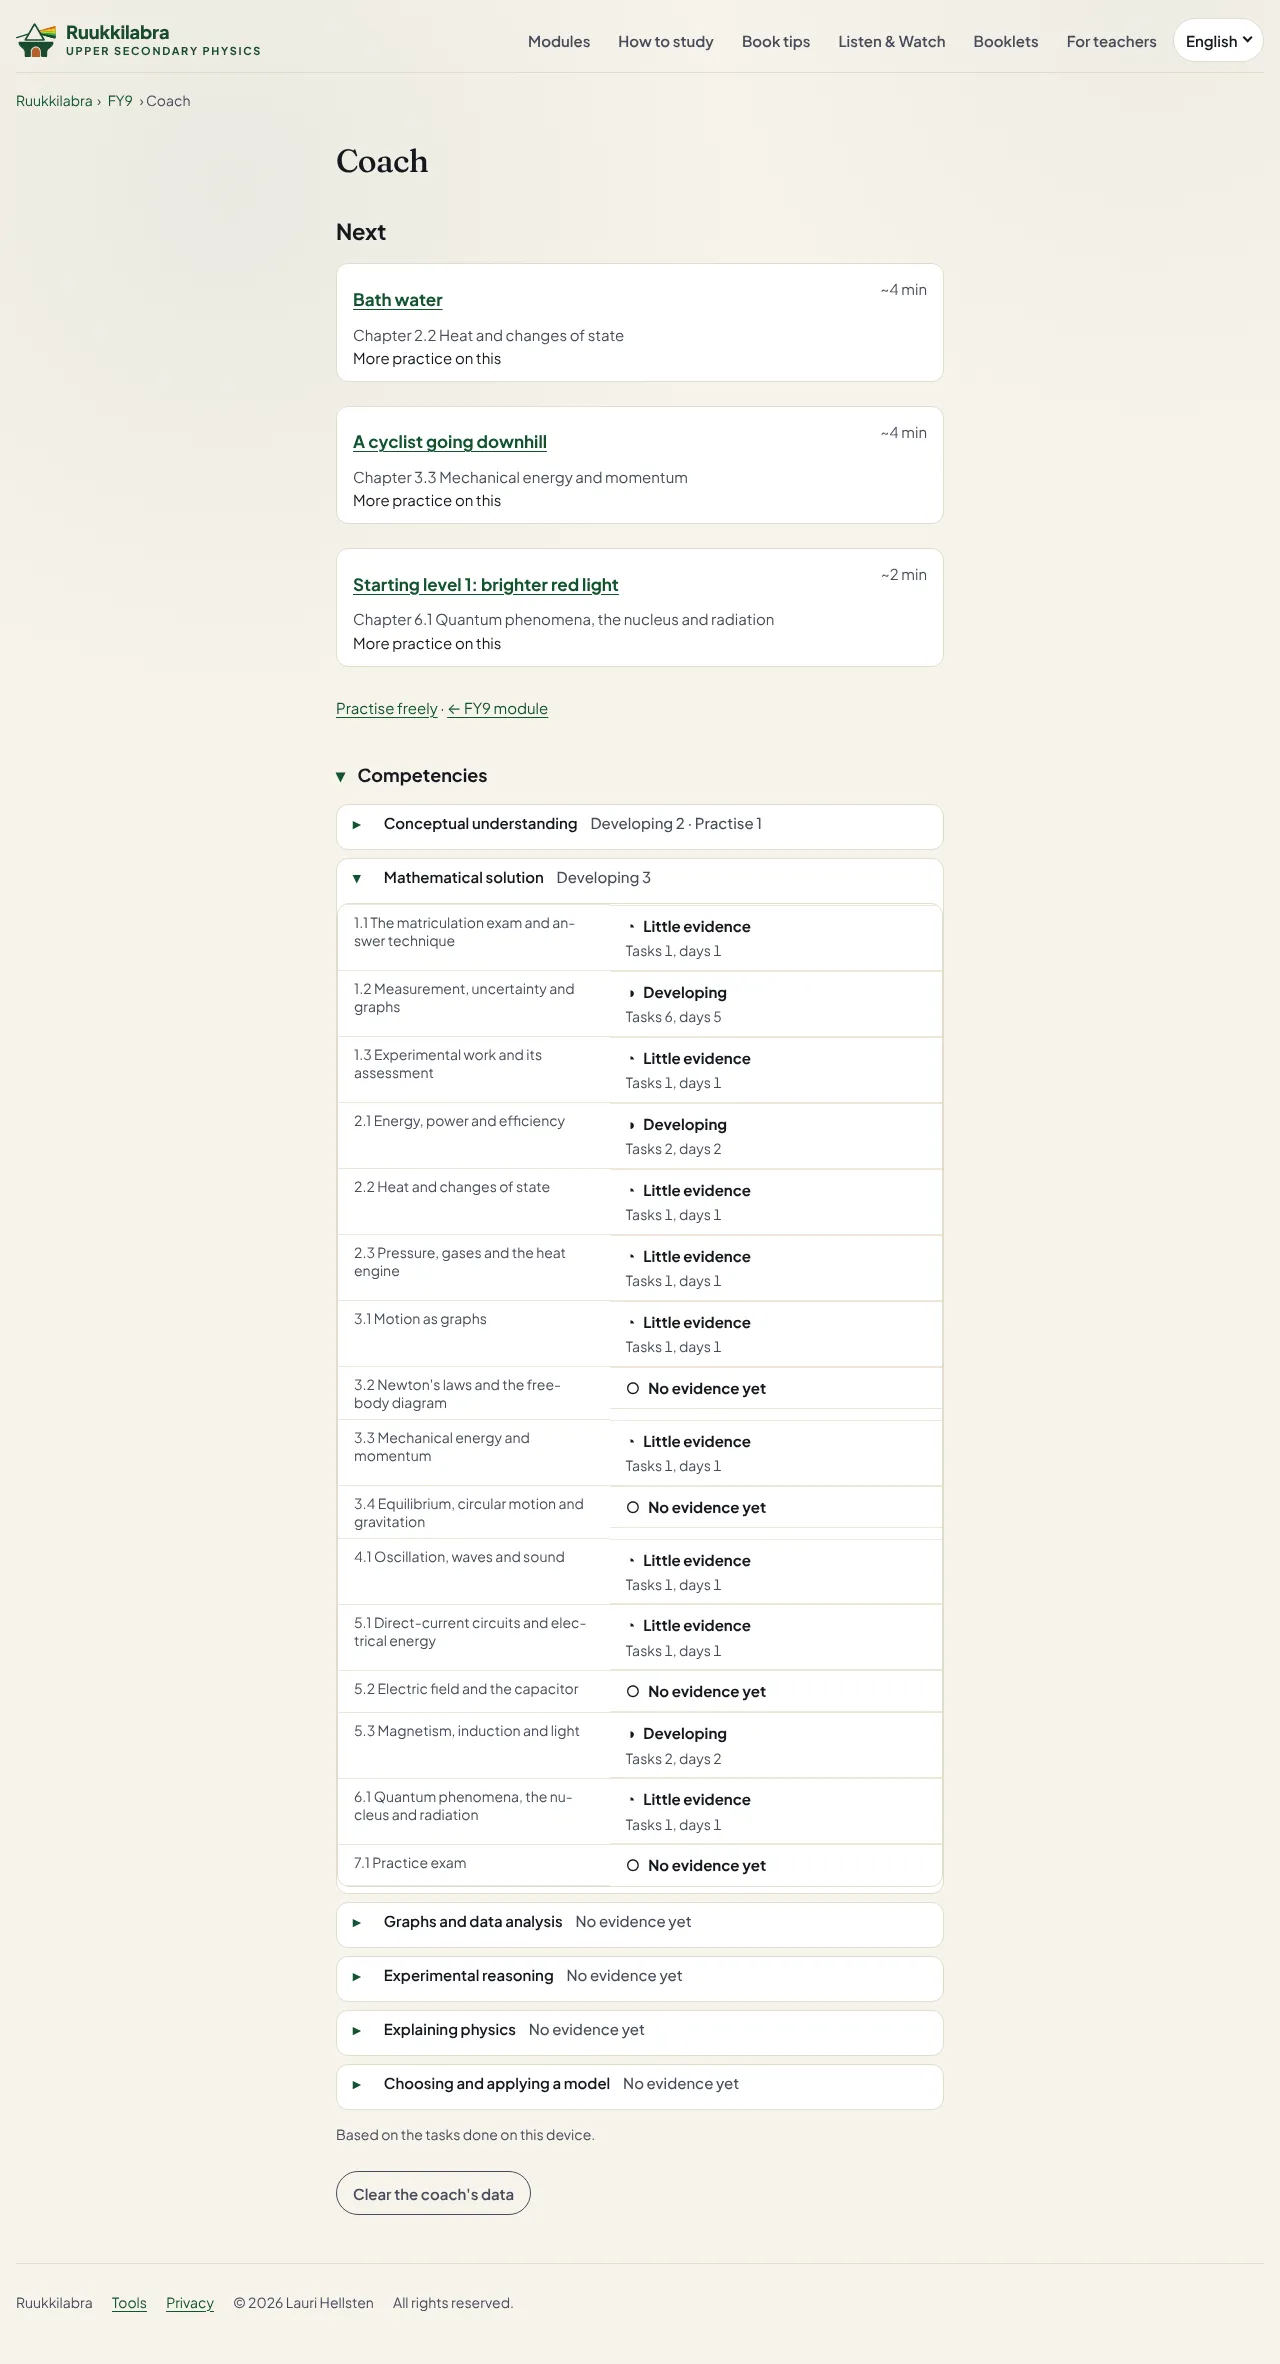 Ruukkilabra
UPPER SECONDARY PHYSICS
Modules How to study Book tips Listen & Watch Booklets For teachers English
Ruukkilabra › FY9 › Coach
Coach
Next
Bath water ~4 min
Chapter 2.2 Heat and changes of state
More practice on this
A cyclist going downhill ~4 min
Chapter 3.3 Mechanical energy and momentum
More practice on this
Starting level 1: brighter red light ~2 min
Chapter 6.1 Quantum phenomena, the nucleus and radiation
More practice on this
Practise freely · ← FY9 module
▼ Competencies
► Conceptual understanding Developing 2 · Practise 1
▼ Mathematical solution Developing 3
1.1 The matriculation exam and an-
swer technique
Little evidence
Tasks 1, days 1
1.2 Measurement, uncertainty and
graphs
Developing
Tasks 6, days 5
1.3 Experimental work and its
assessment
Little evidence
Tasks 1, days 1
2.1 Energy, power and efficiency
Developing
Tasks 2, days 2
2.2 Heat and changes of state
Little evidence
Tasks 1, days 1
2.3 Pressure, gases and the heat
engine
Little evidence
Tasks 1, days 1
3.1 Motion as graphs
Little evidence
Tasks 1, days 1
3.2 Newton's laws and the free-
body diagram
No evidence yet
3.3 Mechanical energy and
momentum
Little evidence
Tasks 1, days 1
3.4 Equilibrium, circular motion and
gravitation
No evidence yet
4.1 Oscillation, waves and sound
Little evidence
Tasks 1, days 1
5.1 Direct-current circuits and elec-
trical energy
Little evidence
Tasks 1, days 1
5.2 Electric field and the capacitor
No evidence yet
5.3 Magnetism, induction and light
Developing
Tasks 2, days 2
6.1 Quantum phenomena, the nu-
cleus and radiation
Little evidence
Tasks 1, days 1
7.1 Practice exam
No evidence yet
► Graphs and data analysis No evidence yet
► Experimental reasoning No evidence yet
► Explaining physics No evidence yet
► Choosing and applying a model No evidence yet
Based on the tasks done on this device.
Clear the coach's data
Ruukkilabra Tools Privacy © 2026 Lauri Hellsten All rights reserved.